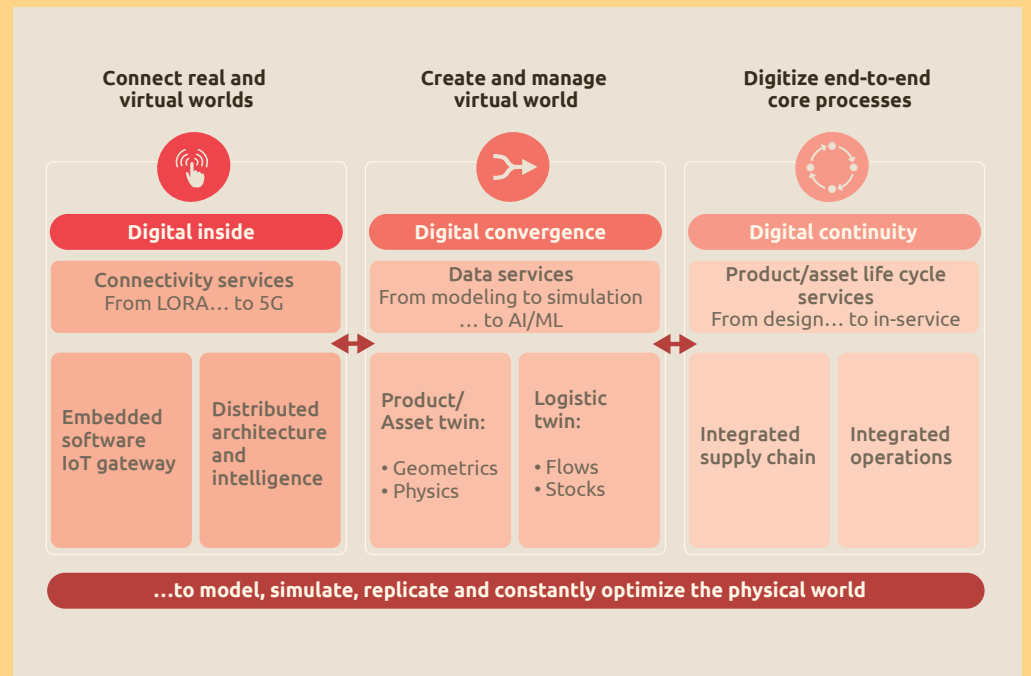 Connect real and
virtual worlds
Create and manage
virtual world
Digitize end-to-end
core processes
Digital inside
Connectivity services
From LORA… to 5G
Embedded
software
IoT gateway
Distributed
architecture
and
intelligence
Digital convergence
Data services
From modeling to simulation
… to AI/ML
Product/
Asset twin:
• Geometrics
• Physics
Logistic
twin:
• Flows
• Stocks
Digital continuity
Product/asset life cycle
services
From design… to in-service
Integrated
supply chain
Integrated
operations
…to model, simulate, replicate and constantly optimize the physical world